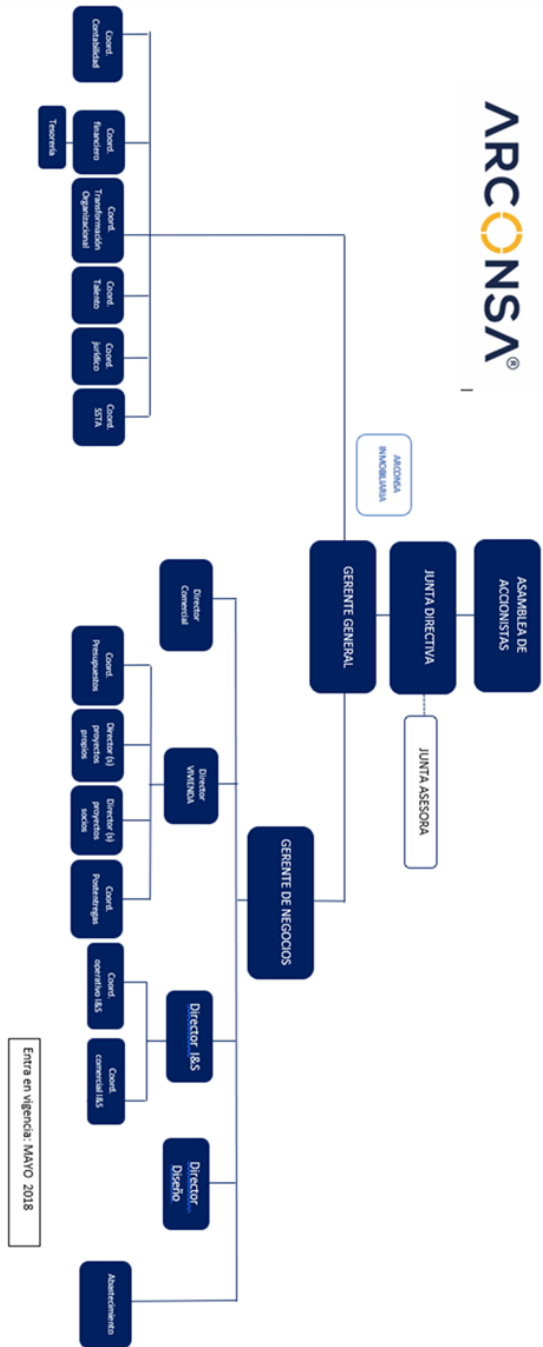 ARCONSA®
ASAMBLEA DE
ACCIONISTAS
JUNTA DIRECTIVA
JUNTA ASESORA
ARCONSA
INMOBILIARIA
GERENTE GENERAL
GERENTE DE NEGOCIOS
Coord.
Contabilidad
Coord.
financiero
Tesorería
Coord.
Transformación
Organizacional
Coord.
Talento
Coord.
jurídico
Coord.
SSTA
Director
Comercial
Director
VIVIENDA
Director I&S
Director
Diseño
Coord.
Presupuestos
Director (s)
proyectos
propios
Director (s)
proyectos
socios
Coord.
Postentregas
Coord.
operativo I&S
Coord.
comercial I&S
Abastecimiento
Entra en vigencia: MAYO 2018